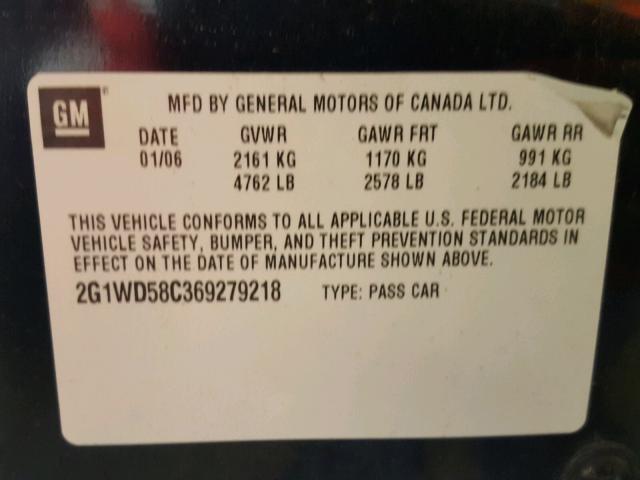 GM ® MFD BY GENERAL MOTORS OF CANADA LTD.
DATE GVWR GAWR FRT GAWR RR
01/06 2161 KG 1170 KG 991 KG
4762 LB 2578 LB 2184 LB
THIS VEHICLE CONFORMS TO ALL APPLICABLE U.S. FEDERAL MOTOR
VEHICLE SAFETY, BUMPER, AND THEFT PREVENTION STANDARDS IN
EFFECT ON THE DATE OF MANUFACTURE SHOWN ABOVE.
2G1WD58C369279218 TYPE: PASS CAR